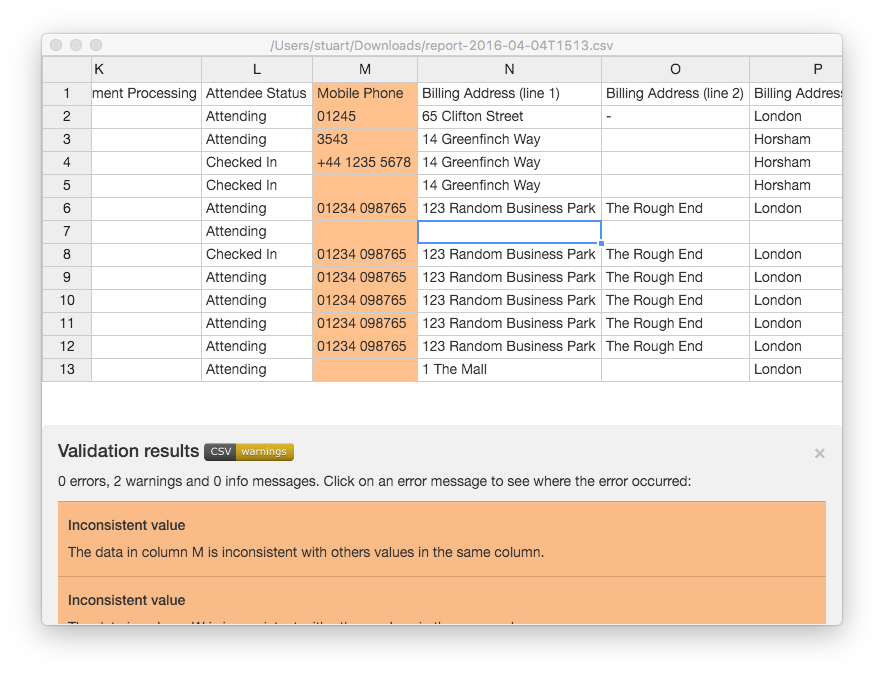 /Users/stuart/Downloads/report-2016-04-04T1513.csv
K L M N O P
1 ment Processing Attendee Status Mobile Phone Billing Address (line 1) Billing Address (line 2) Billing Address
2 Attending 01245 65 Clifton Street - London
3 Attending 3543 14 Greenfinch Way Horsham
4 Checked In +44 1235 5678 14 Greenfinch Way Horsham
5 Checked In 14 Greenfinch Way Horsham
6 Attending 01234 098765 123 Random Business Park The Rough End London
7 Attending
8 Checked In 01234 098765 123 Random Business Park The Rough End London
9 Attending 01234 098765 123 Random Business Park The Rough End London
10 Attending 01234 098765 123 Random Business Park The Rough End London
11 Attending 01234 098765 123 Random Business Park The Rough End London
12 Attending 01234 098765 123 Random Business Park The Rough End London
13 Attending 1 The Mall London
Validation results CSV warnings ×
0 errors, 2 warnings and 0 info messages. Click on an error message to see where the error occurred:
Inconsistent value
The data in column M is inconsistent with others values in the same column.
Inconsistent value